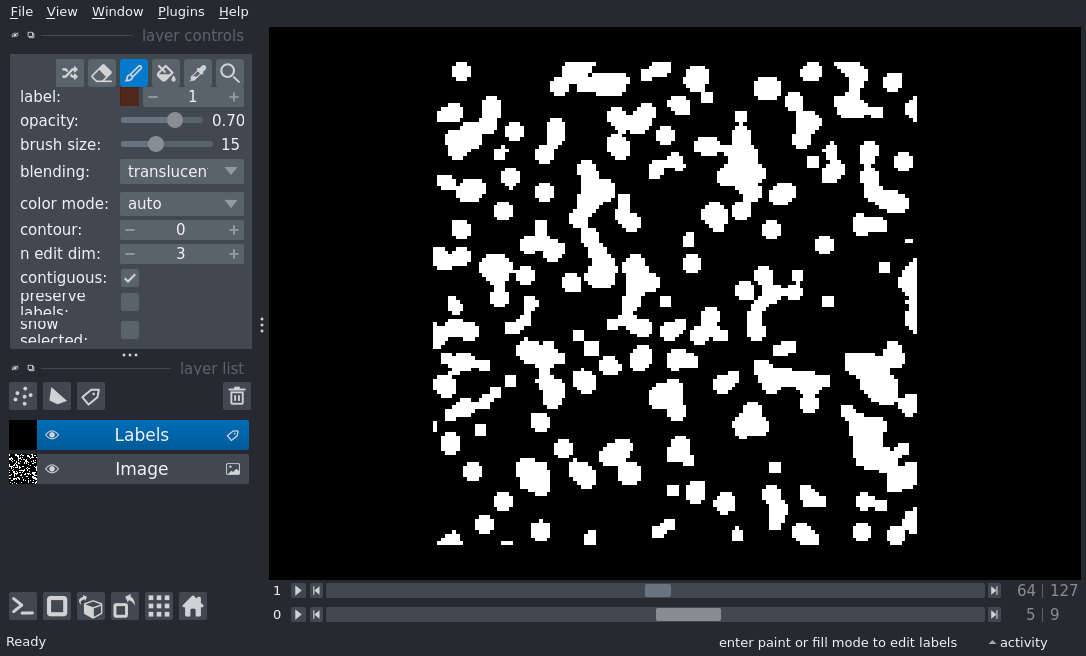 File View Window Plugins Help
layer controls
label: 1
opacity: 0.70
brush size: 15
blending: translucen
color mode: auto
contour: 0
n edit dim: 3
contiguous:
preserve
labels:
show
selected:
layer list
Labels
Image
1 64 127
0 5 9
Ready enter paint or fill mode to edit labels activity